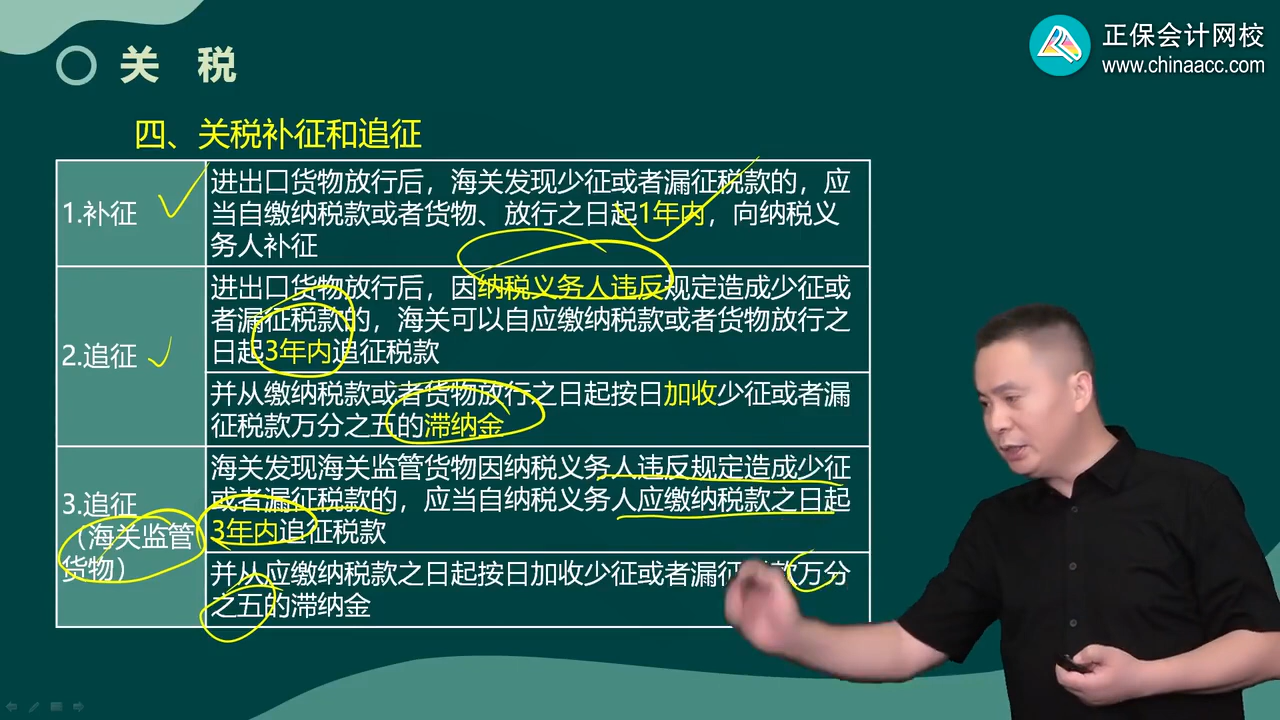 关 税
正保会计网校
www.chinaacc.com
四、关税补征和追征
1.补征
进出口货物放行后，海关发现少征或者漏征税款的，应
当自缴纳税款或者货物、放行之日起1年内，向纳税义
务人补征
2.追征
进出口货物放行后，因纳税义务人违反规定造成少征或
者漏征税款的，海关可以自应缴纳税款或者货物放行之
日起3年内追征税款
并从缴纳税款或者货物放行之日起按日加收少征或者漏
征税款万分之五的滞纳金
3.追征
（海关监管
货物）
海关发现海关监管货物因纳税义务人违反规定造成少征
或者漏征税款的，应当自纳税义务人应缴纳税款之日起
3年内追征税款
并从应缴纳税款之日起按日加收少征或者漏征税款万分
之五的滞纳金